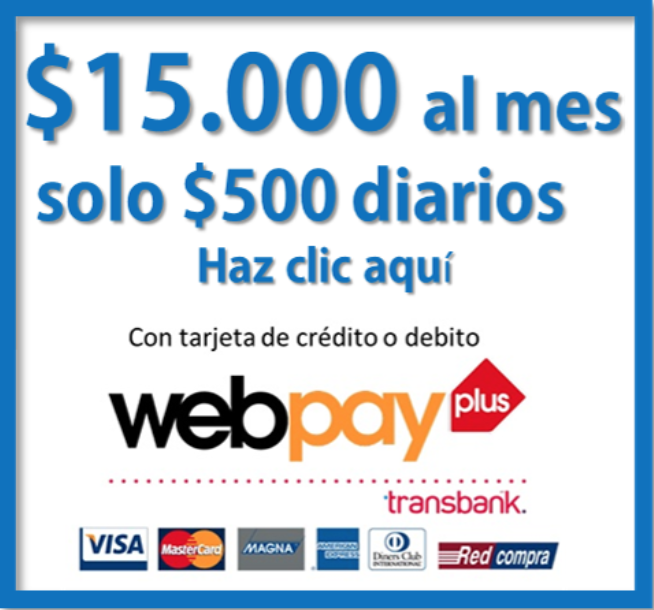 $15.000 al mes
solo $500 diarios
Haz clic aquí
Con tarjeta de crédito o debito
webpay plus
transbank.
VISA MasterCard MAGNA AMERICAN EXPRESS Diners Club INTERNATIONAL Red compra